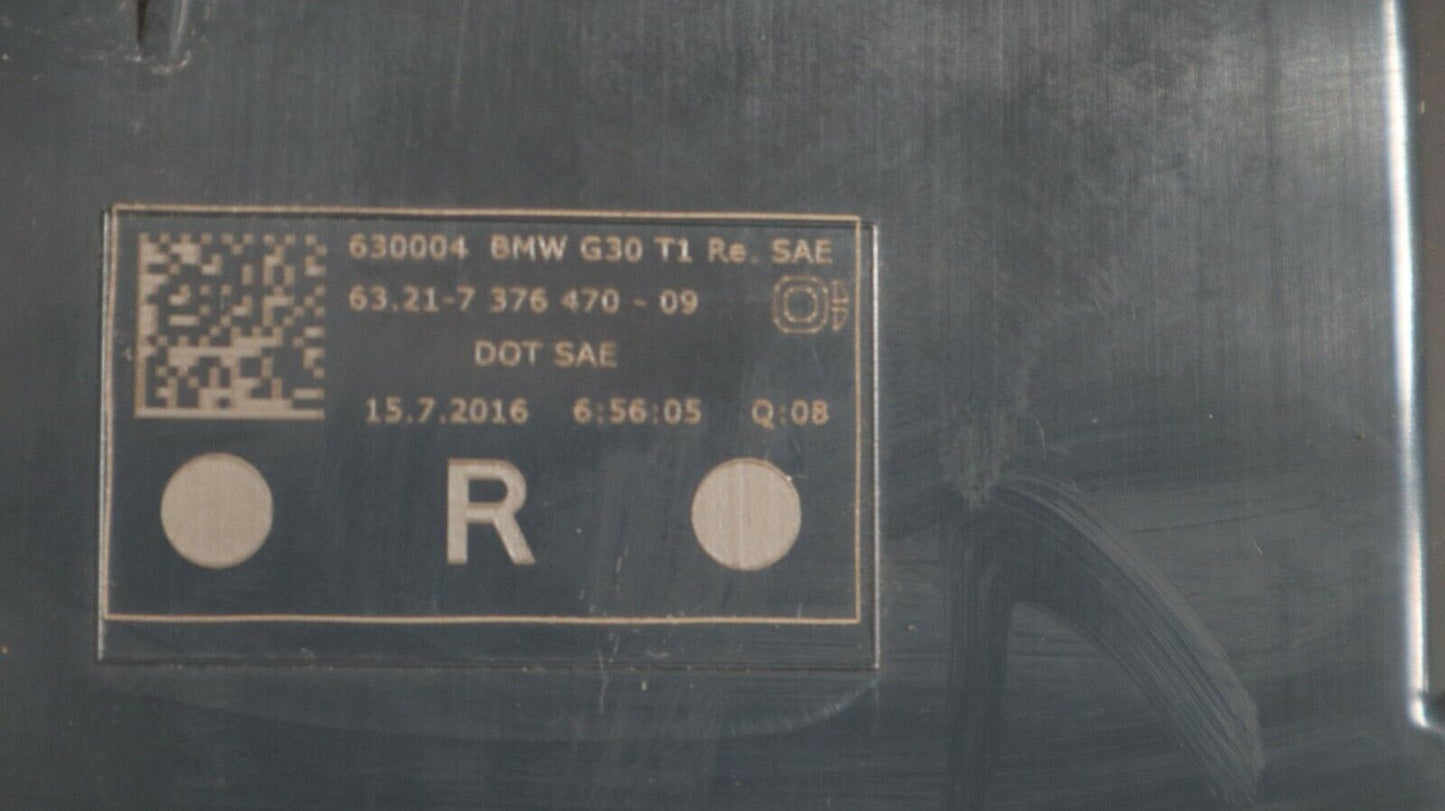 630004 BMW G30 T1 Re. SAE
63.21-7 376 470 - 09
DOT SAE
15.7.2016 6:56:05 Q:08
R